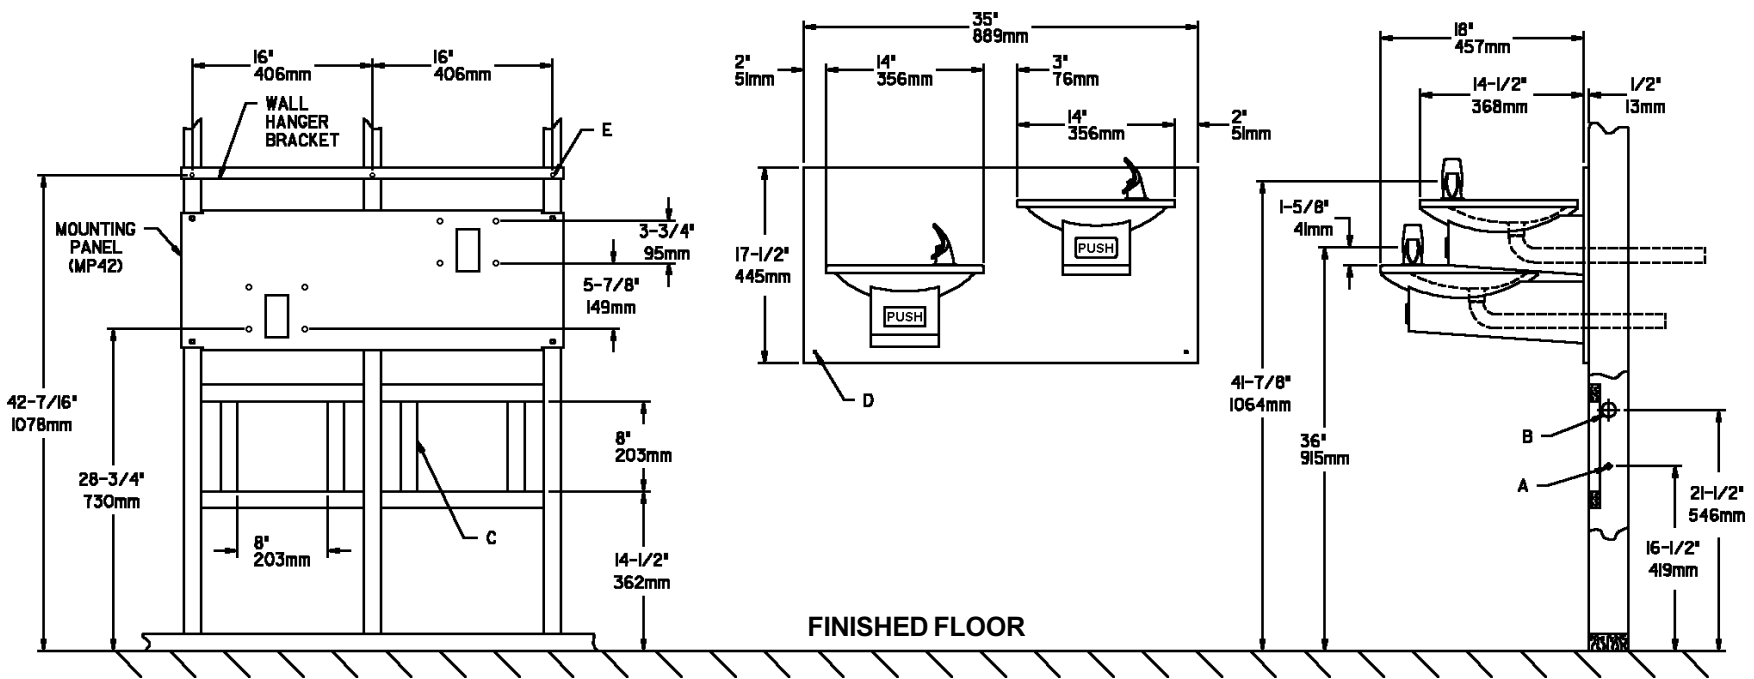 16"
406mm
16"
406mm
WALL
HANGER
BRACKET
E
MOUNTING
PANEL
(MP42)
3-3/4"
95mm
5-7/8"
149mm
42-7/16"
1078mm
28-3/4"
730mm
8"
203mm
8"
203mm
C
14-1/2"
362mm
35"
889mm
2"
51mm
14"
356mm
3"
76mm
14"
356mm
2"
51mm
17-1/2"
445mm
PUSH
PUSH
D
18"
457mm
14-1/2"
368mm
1/2"
13mm
1-5/8"
41mm
41-7/8"
1064mm
36"
915mm
B
A
21-1/2"
546mm
16-1/2"
419mm
FINISHED FLOOR